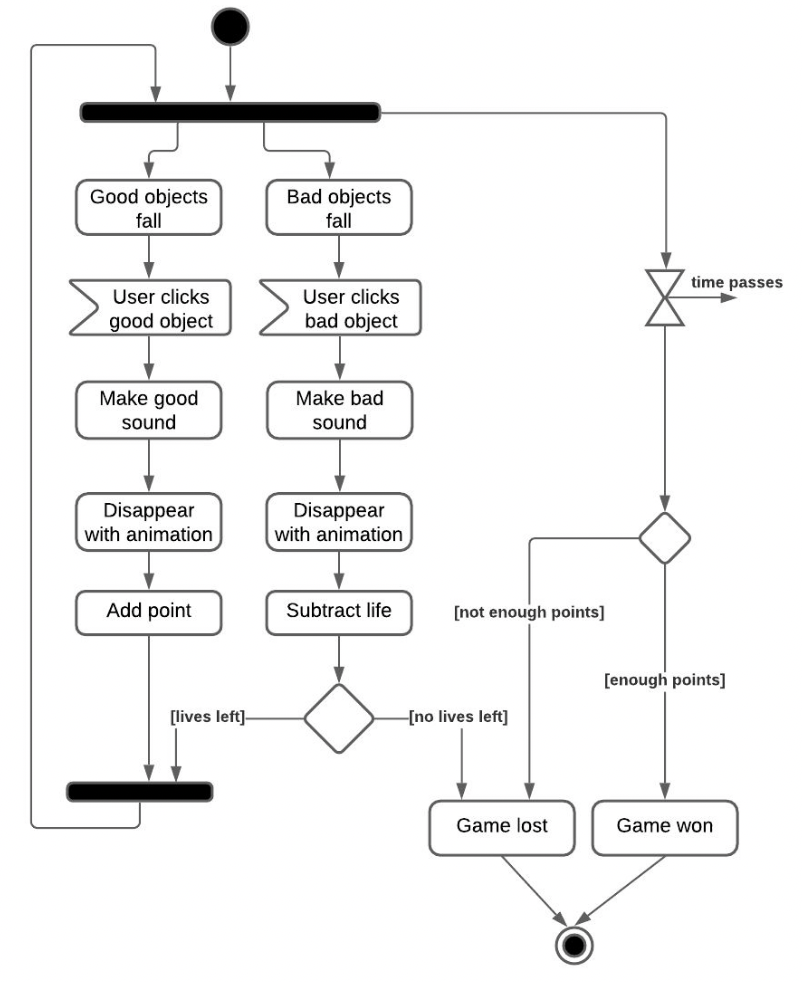 Good objects
fall
Bad objects
fall
time passes
User clicks
good object
User clicks
bad object
Make good
sound
Make bad
sound
Disappear
with animation
Disappear
with animation
Add point
Subtract life
[not enough points]
[enough points]
[lives left]
[no lives left]
Game lost
Game won